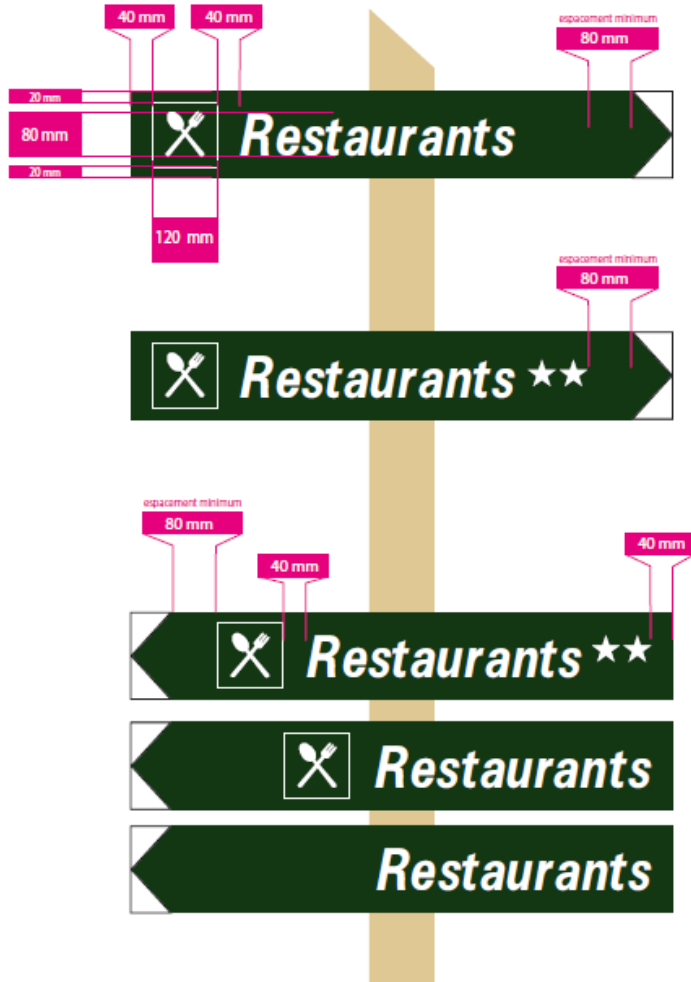 40 mm 40 mm espacement minimum
80 mm
20 mm
80 mm Restaurants
20 mm
120 mm
espacement minimum
80 mm
Restaurants ★★
espacement minimum
80 mm 40 mm
40 mm
Restaurants ★★
Restaurants
Restaurants